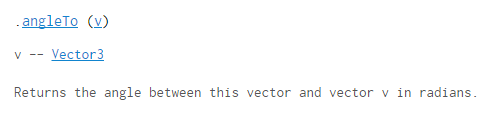 .angleTo (v)
v -- Vector3
Returns the angle between this vector and vector v in radians.